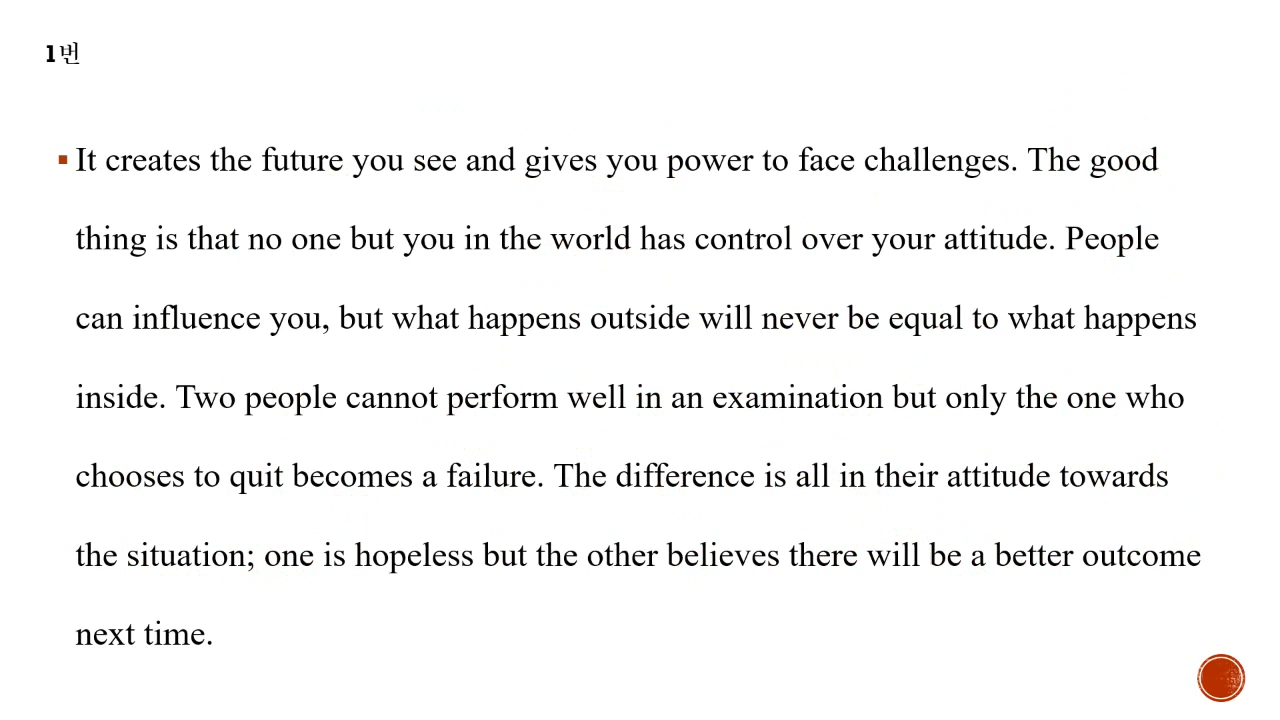 1번
▪ It creates the future you see and gives you power to face challenges. The good
thing is that no one but you in the world has control over your attitude. People
can influence you, but what happens outside will never be equal to what happens
inside. Two people cannot perform well in an examination but only the one who
chooses to quit becomes a failure. The difference is all in their attitude towards
the situation; one is hopeless but the other believes there will be a better outcome
next time.